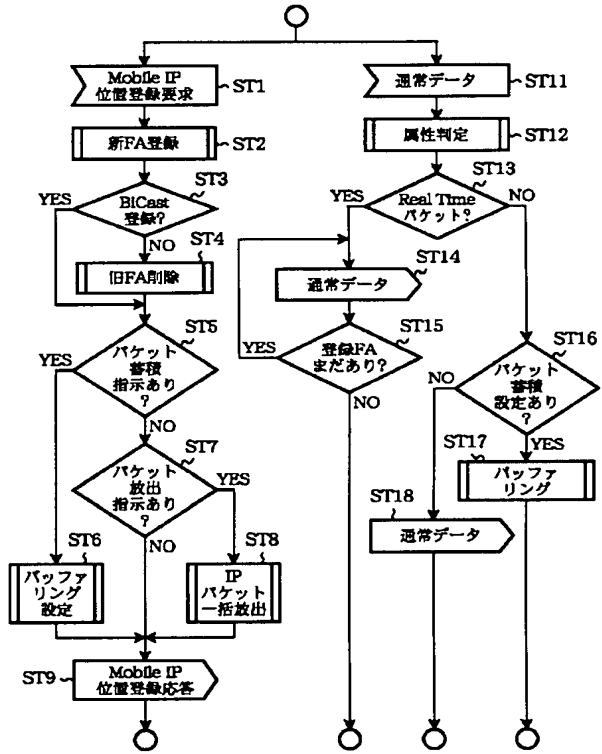 Mobile IP
位置登録要求
ST1
新FA登録
ST2
ST3
YES
BiCast
登録?
NO
ST4
旧FA削除
ST5
YES
パケット
蓄積
指示あり
?
NO
ST7
パケット
放出
指示あり
?
YES
NO
ST6
バッファ
リング
設定
ST8
IP
パケット
一括放出
ST9
Mobile IP
位置登録応答
通常データ
ST11
属性判定
ST12
ST13
YES
Real Time
パケット?
NO
ST14
通常データ
ST15
登録FA
まだあり?
YES
NO
ST16
NO
パケット
蓄積
設定あり
?
YES
ST17
バッファ
リング
ST18
通常データ